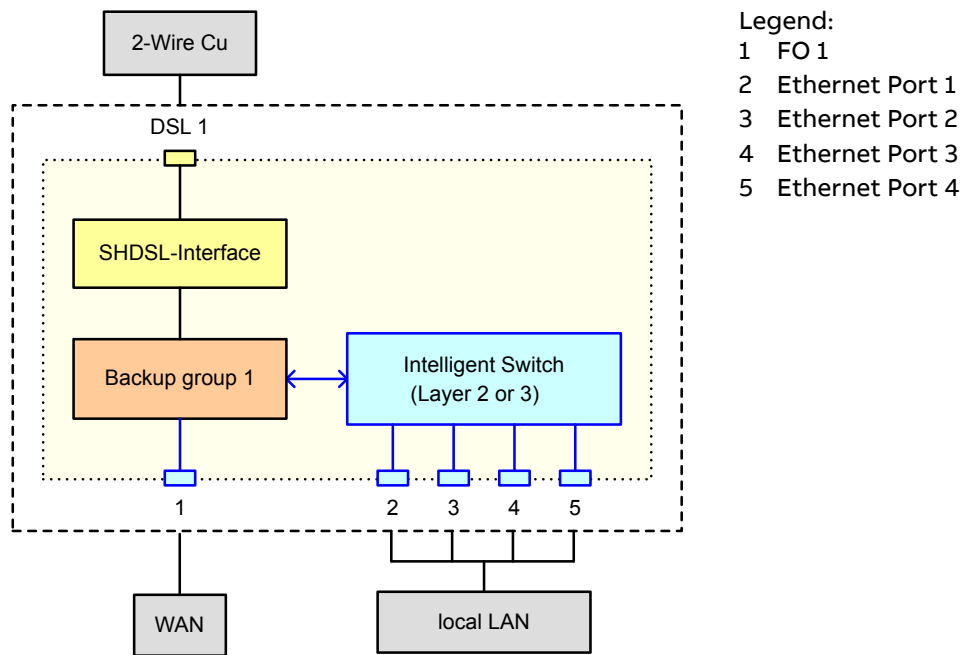 2-Wire Cu
DSL 1
SHDSL-Interface
Backup group 1
Intelligent Switch
(Layer 2 or 3)
1
2
3
4
5
WAN
local LAN
Legend:
1 FO 1
2 Ethernet Port 1
3 Ethernet Port 2
4 Ethernet Port 3
5 Ethernet Port 4